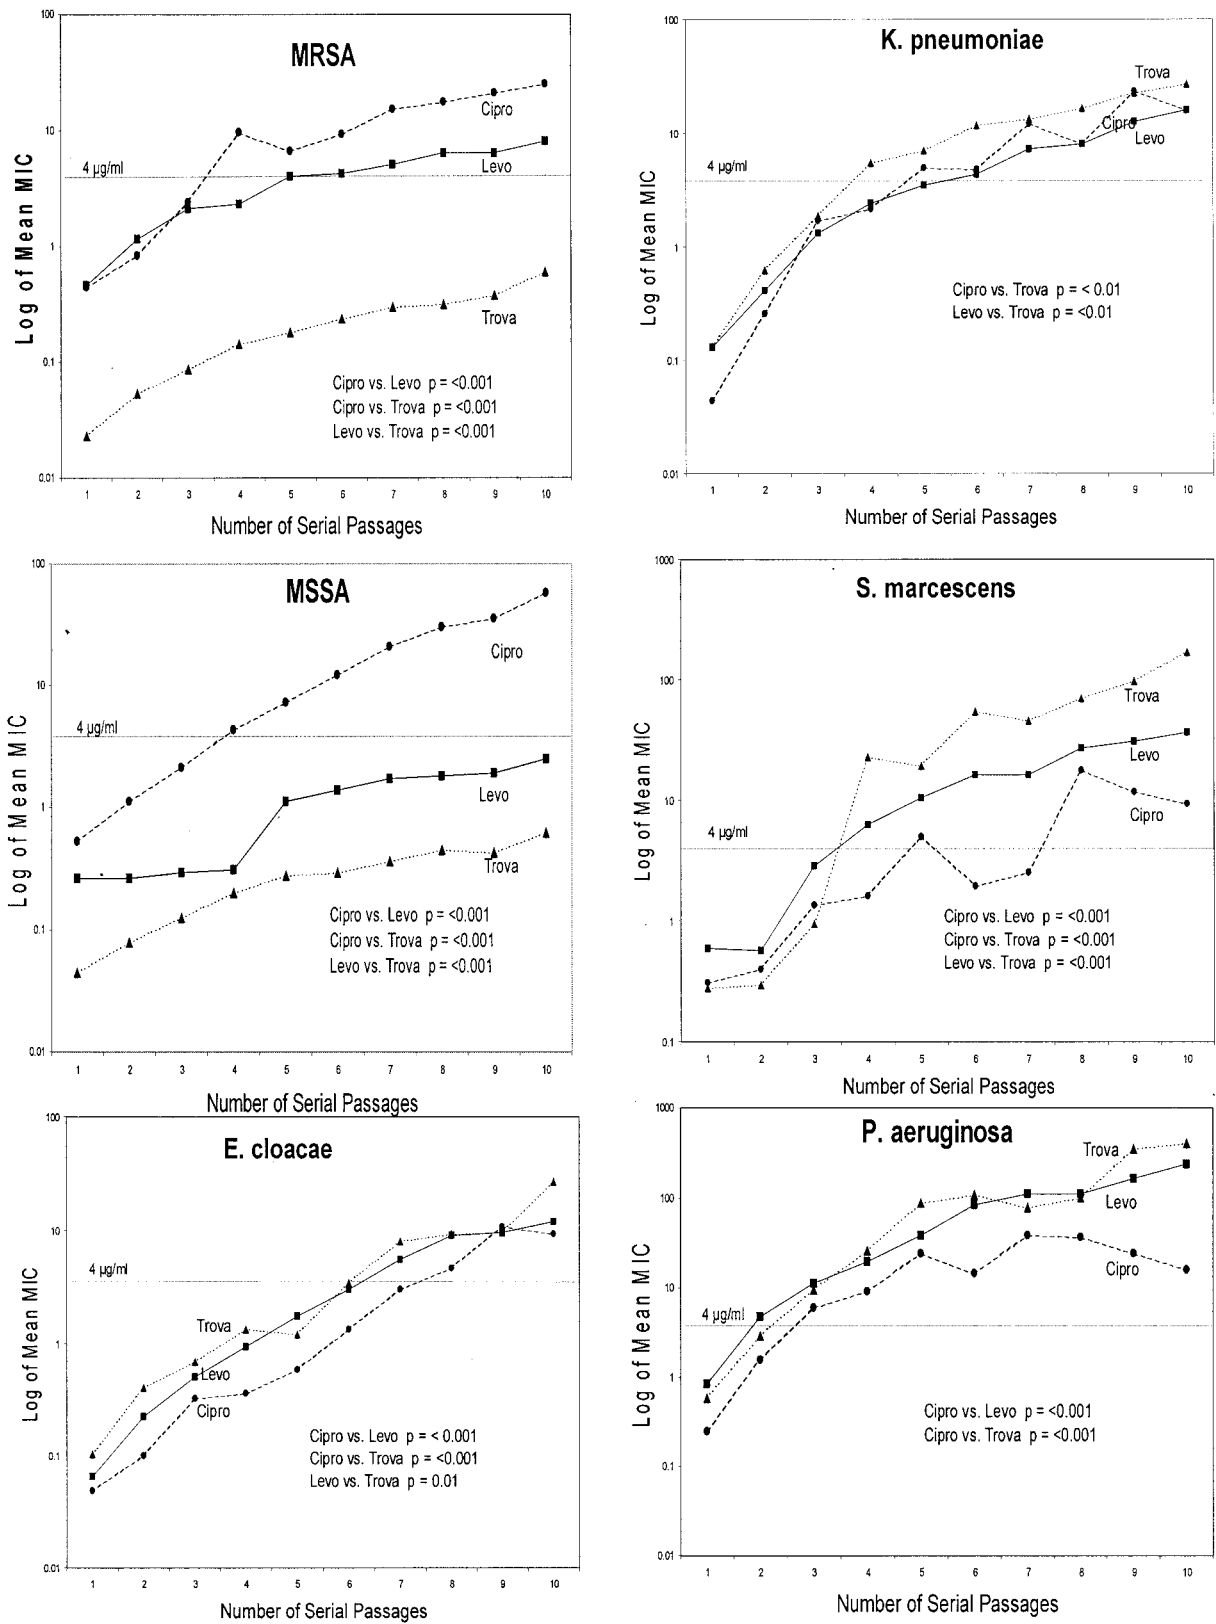 MRSA
Log of Mean MIC
100
10
1
0.1
0.01
4 µg/ml
Cipro
Levo
Trova
Cipro vs. Levo p = <0.001
Cipro vs. Trova p = <0.001
Levo vs. Trova p = <0.001
1 2 3 4 5 6 7 8 9 10
Number of Serial Passages
K. pneumoniae
Log of Mean MIC
100
10
1
0.1
0.01
4 µg/ml
Trova
Cipro
Levo
Cipro vs. Trova p = < 0.01
Levo vs. Trova p = <0.01
1 2 3 4 5 6 7 8 9 10
Number of Serial Passages
MSSA
Log of Mean MIC
100
10
1
0.1
0.01
4 µg/ml
Cipro
Levo
Trova
Cipro vs. Levo p = <0.001
Cipro vs. Trova p = <0.001
Levo vs. Trova p = <0.001
1 2 3 4 5 6 7 8 9 10
Number of Serial Passages
S. marcescens
Log of Mean MIC
1000
100
10
1
0.1
4 µg/ml
Trova
Levo
Cipro
Cipro vs. Levo p = <0.001
Cipro vs. Trova p = <0.001
Levo vs. Trova p = <0.001
1 2 3 4 5 6 7 8 9 10
Number of Serial Passages
E. cloacae
Log of Mean MIC
100
10
1
0.1
0.01
4 µg/ml
Trova
Levo
Cipro
Cipro vs. Levo p = < 0.001
Cipro vs. Trova p = <0.001
Levo vs. Trova p = 0.01
1 2 3 4 5 6 7 8 9 10
Number of Serial Passages
P. aeruginosa
Log of Mean MIC
1000
100
10
1
0.1
0.01
4 µg/ml
Trova
Levo
Cipro
Cipro vs. Levo p = <0.001
Cipro vs. Trova p = <0.001
1 2 3 4 5 6 7 8 9 10
Number of Serial Passages